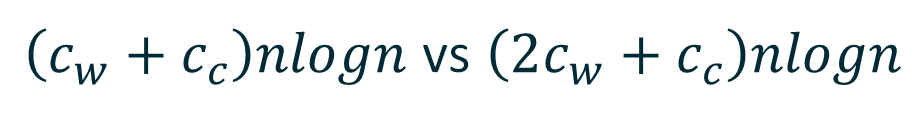 (c_w + c_c)nlogn vs (2c_w + c_c)nlogn